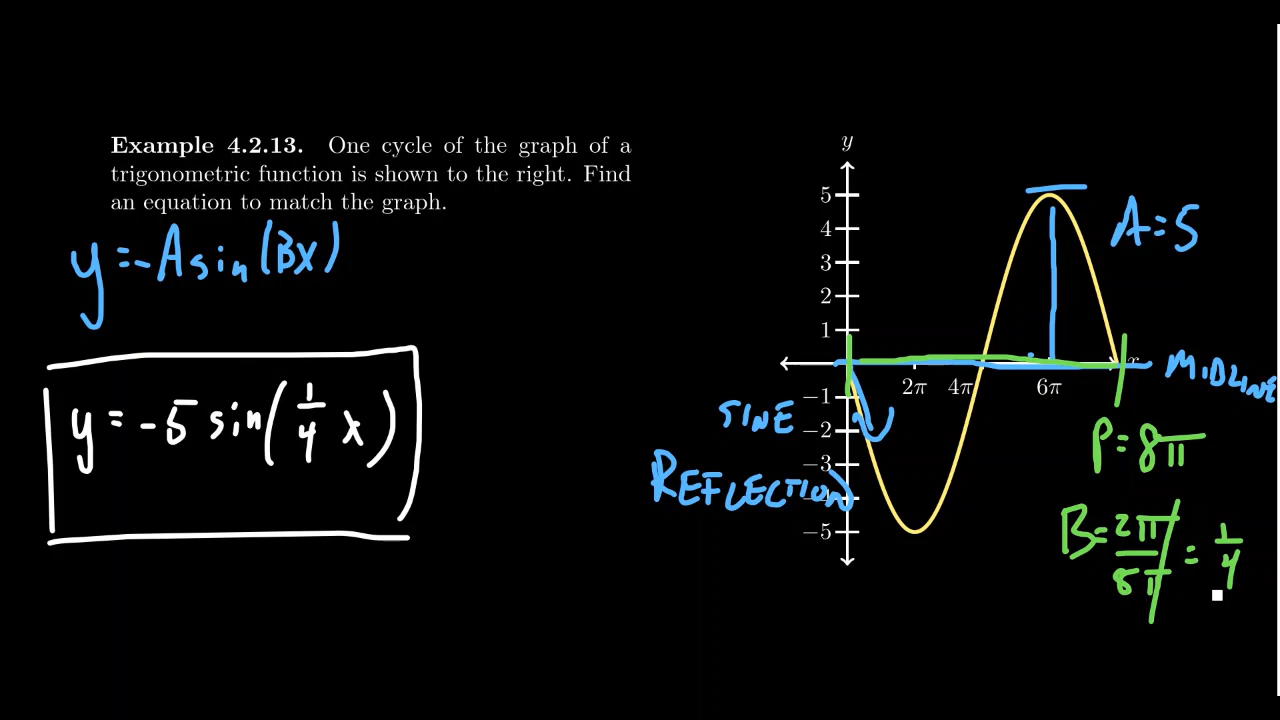 Example 4.2.13. One cycle of the graph of a
trigonometric function is shown to the right. Find
an equation to match the graph.
y = -A sin(Bx)
y = -5 sin(1/4 x)
y
5
4
3
2
1
-1
-2
-3
-4
-5
2π 4π 6π
x
A = 5
MIDLINE
SINE
REFLECTION
P = 8π
B = 2π/8π = 1/4